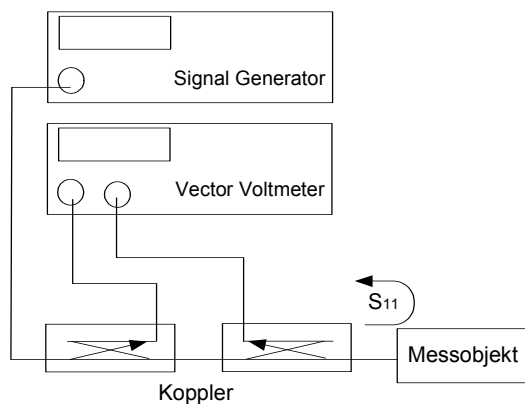 Signal Generator
Vector Voltmeter
S11
Messobjekt
Koppler